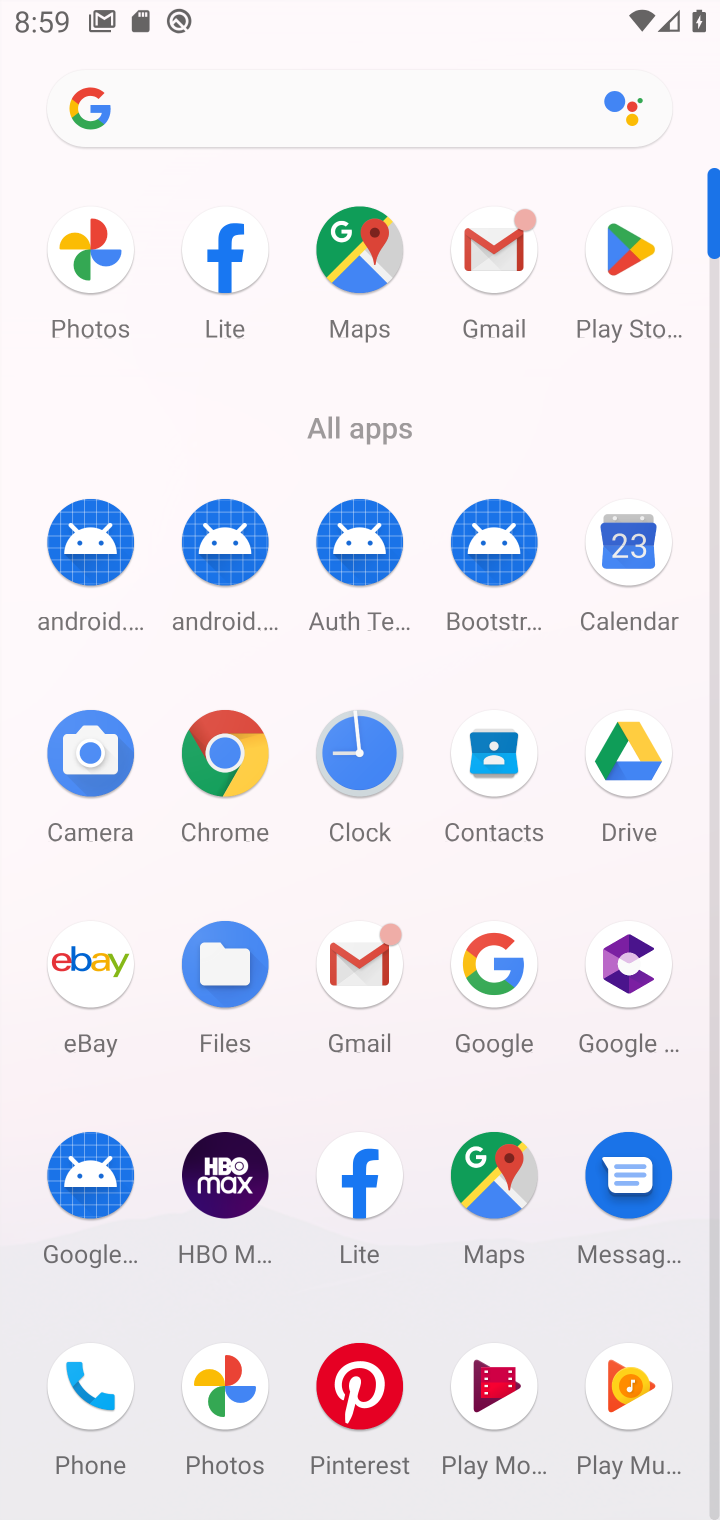 8:59
G
Photos Lite Maps Gmail Play Sto...
All apps
android.... android.... Auth Te... Bootstr... Calendar
23
Camera Chrome Clock Contacts Drive
ebay
eBay Files Gmail Google Google ...
HBO max
Google... HBO M... Lite Maps Messag...
Phone Photos Pinterest Play Mo... Play Mu...